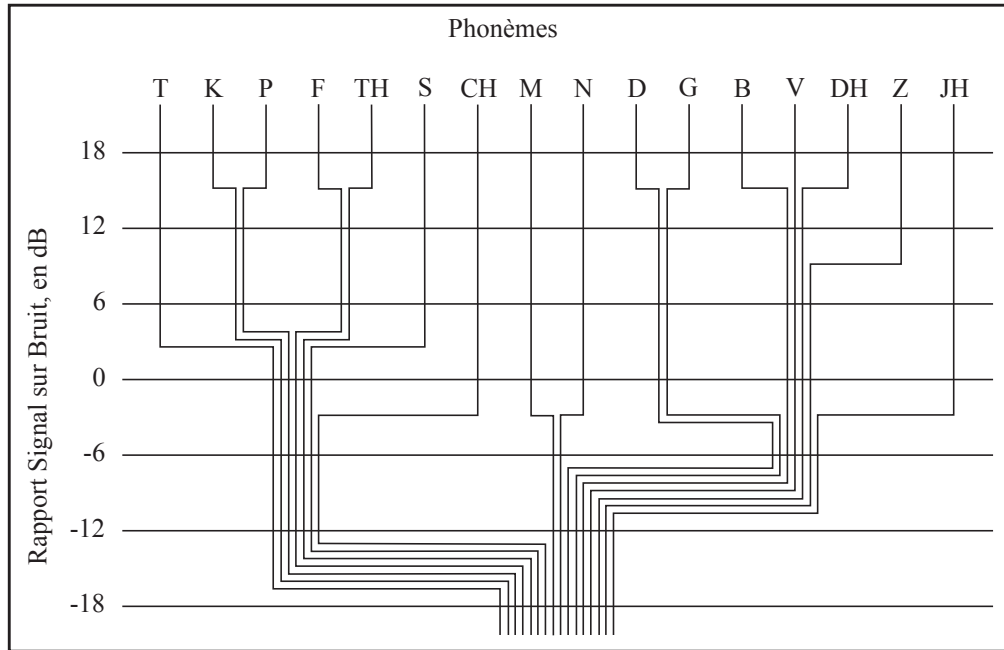 Phonèmes
T K P F TH S CH M N D G B V DH Z JH
18
12
6
0
-6
-12
-18
Rapport Signal sur Bruit, en dB